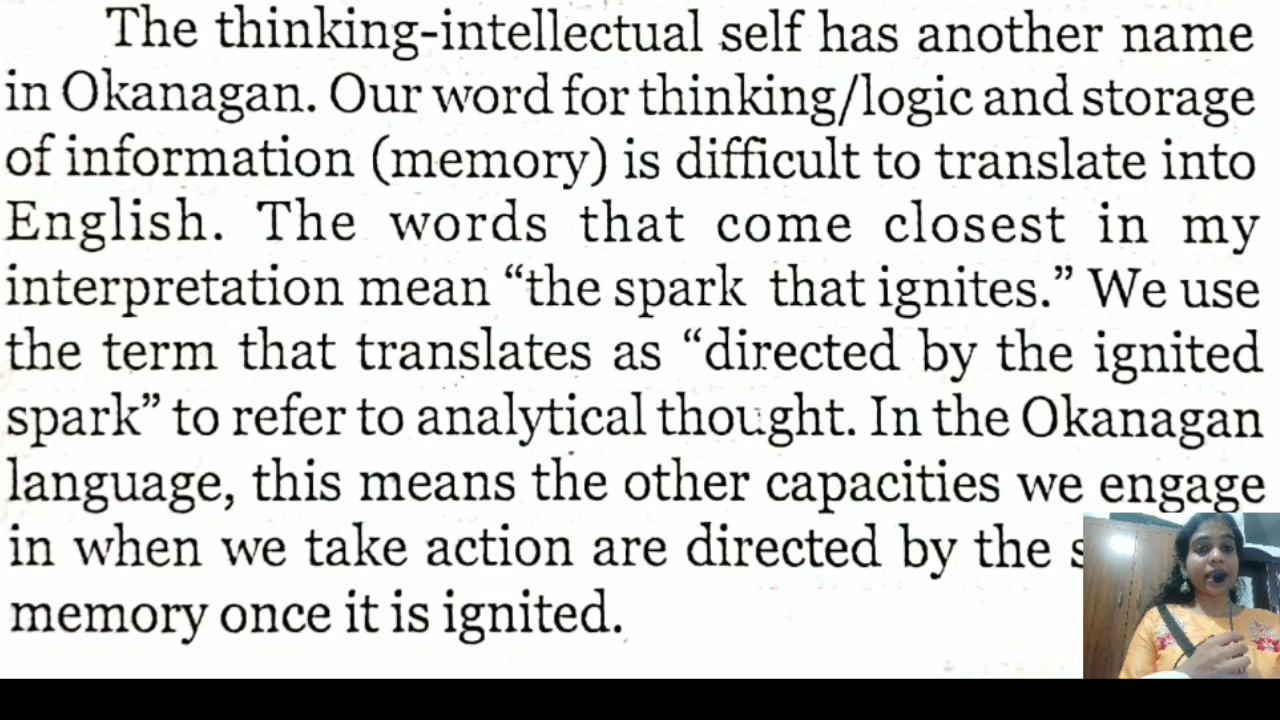 The thinking-intellectual self has another name
in Okanagan. Our word for thinking/logic and storage
of information (memory) is difficult to translate into
English. The words that come closest in my
interpretation mean “the spark that ignites.” We use
the term that translates as “directed by the ignited
spark” to refer to analytical thought. In the Okanagan
language, this means the other capacities we engage
in when we take action are directed by the
memory once it is ignited.